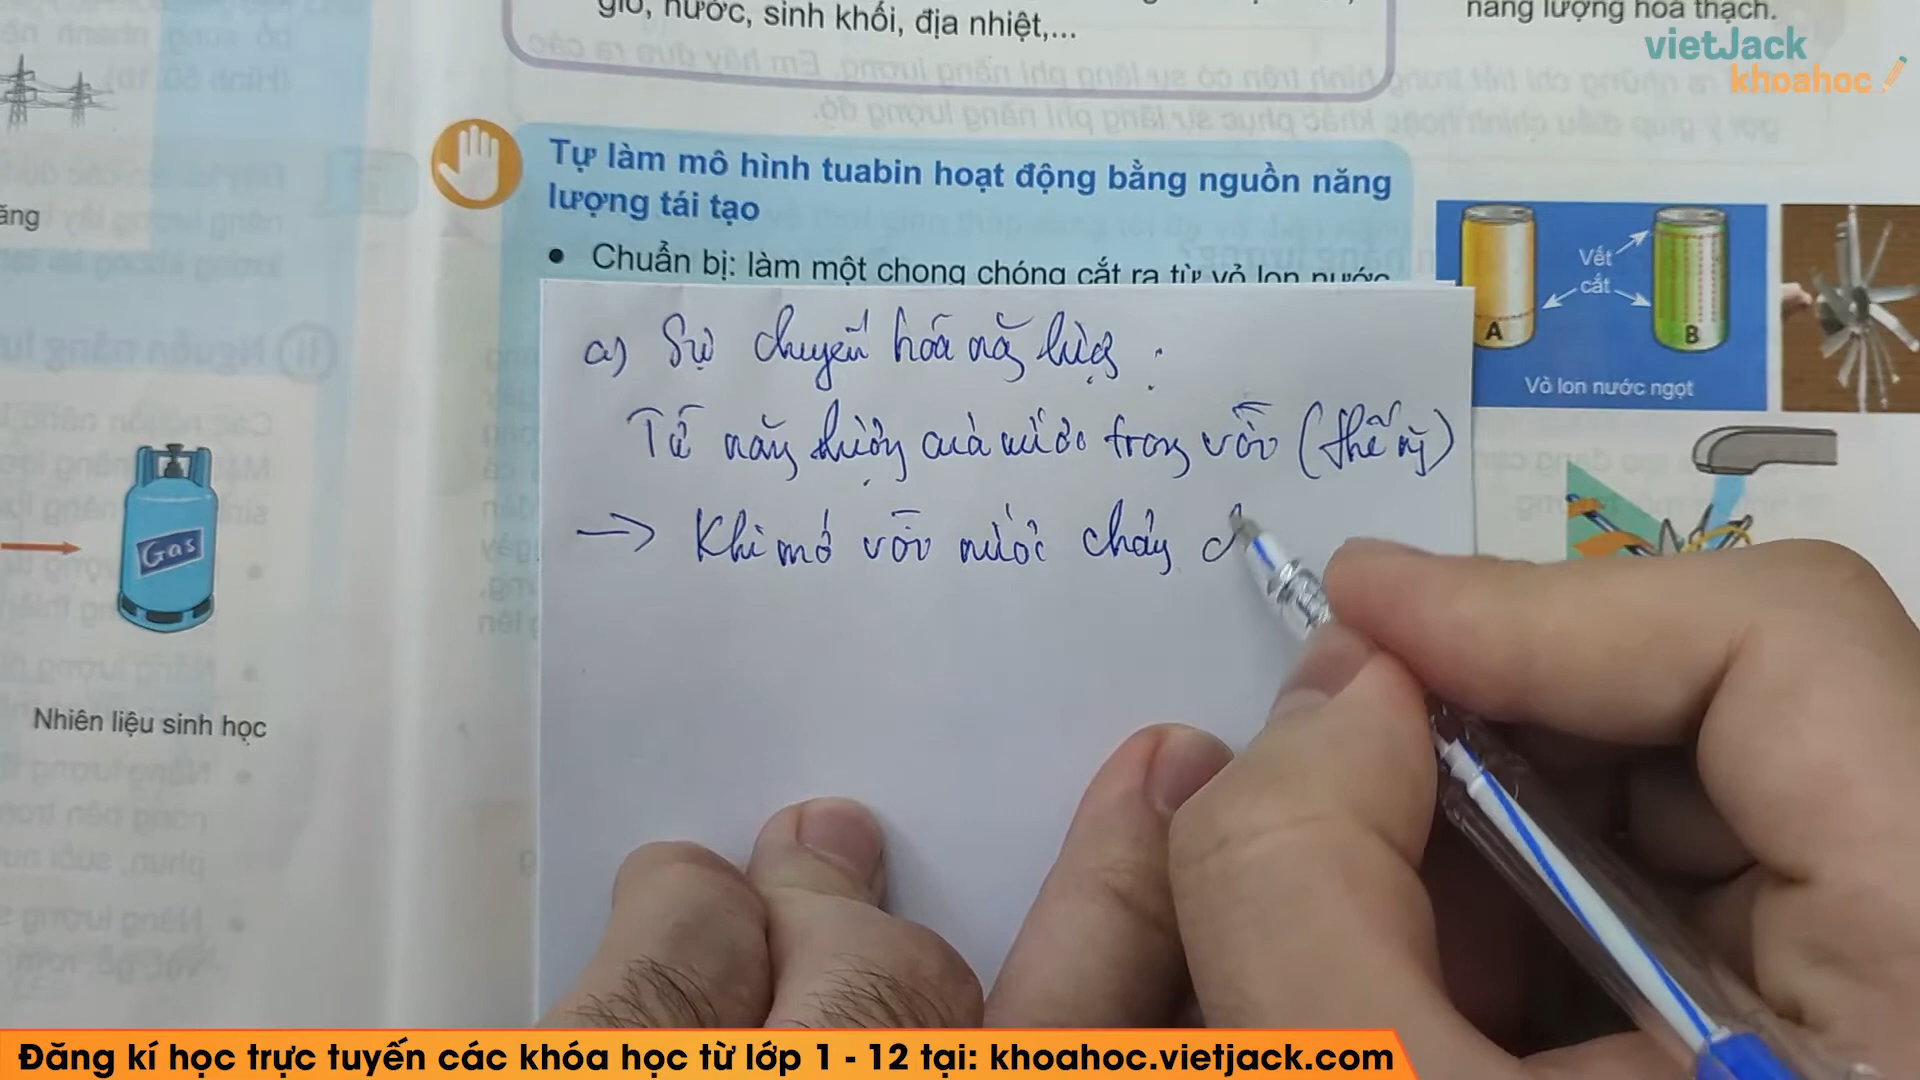 gió, nước, sinh khối, địa nhiệt,...
năng lượng hoá thạch.
vietJack
khoahoc
Tự làm mô hình tuabin hoạt động bằng nguồn năng
lượng tái tạo
• Chuẩn bị: làm một chong chóng cắt ra từ vỏ lon nước
ăng
Vết
cắt
A
B
Vỏ lon nước ngọt
a) Sự chuyển hóa năg lượg :
Từ năng lượng của nước trong vòi (thế năng)
→ Khi mở vòi nước chảy
Gas
Nhiên liệu sinh học
Đăng kí học trực tuyến các khóa học từ lớp 1 - 12 tại: khoahoc.vietjack.com